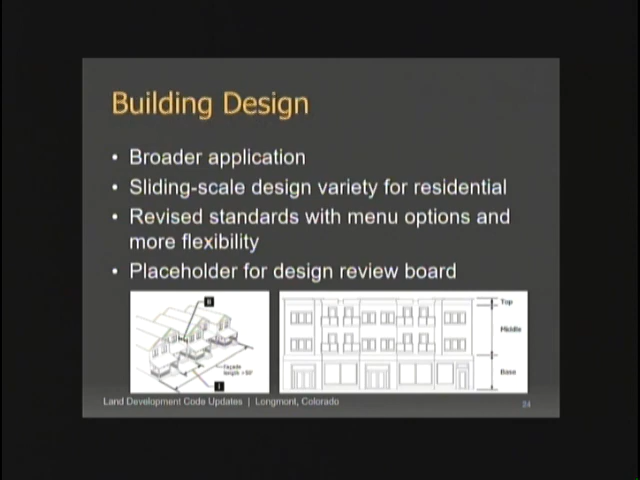 Building Design
• Broader application
• Sliding-scale design variety for residential
• Revised standards with menu options and
more flexibility
• Placeholder for design review board
Top
Middle
Base
Façade
Land Development Code Updates | Longmont, Colorado
24